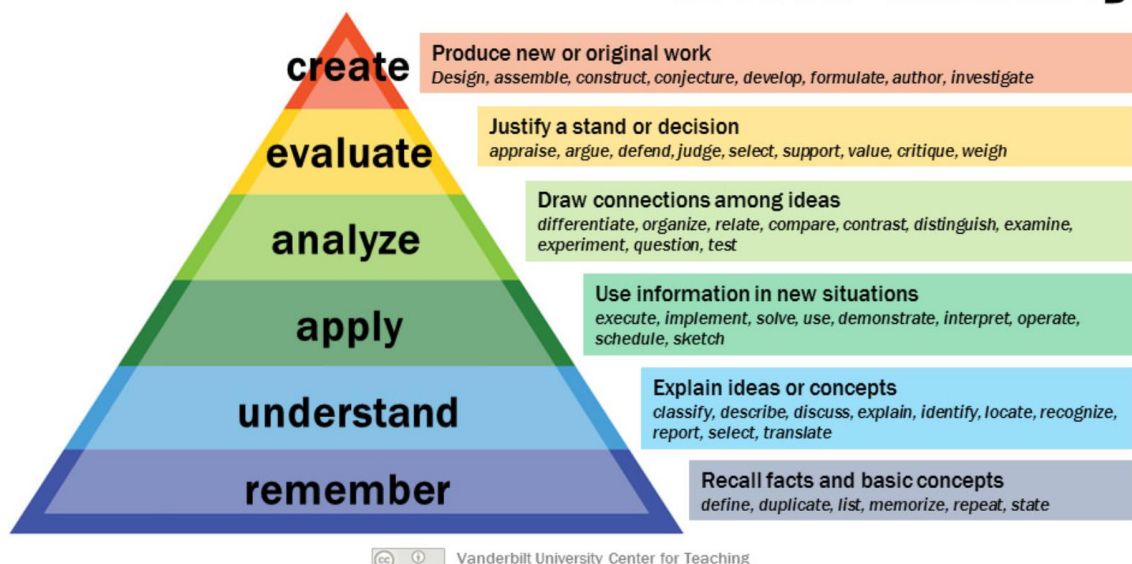 create
Produce new or original work
Design, assemble, construct, conjecture, develop, formulate, author, investigate
evaluate
Justify a stand or decision
appraise, argue, defend, judge, select, support, value, critique, weigh
analyze
Draw connections among ideas
differentiate, organize, relate, compare, contrast, distinguish, examine,
experiment, question, test
apply
Use information in new situations
execute, implement, solve, use, demonstrate, interpret, operate,
schedule, sketch
understand
Explain ideas or concepts
classify, describe, discuss, explain, identify, locate, recognize,
report, select, translate
remember
Recall facts and basic concepts
define, duplicate, list, memorize, repeat, state
cc
Vanderbilt University Center for Teaching